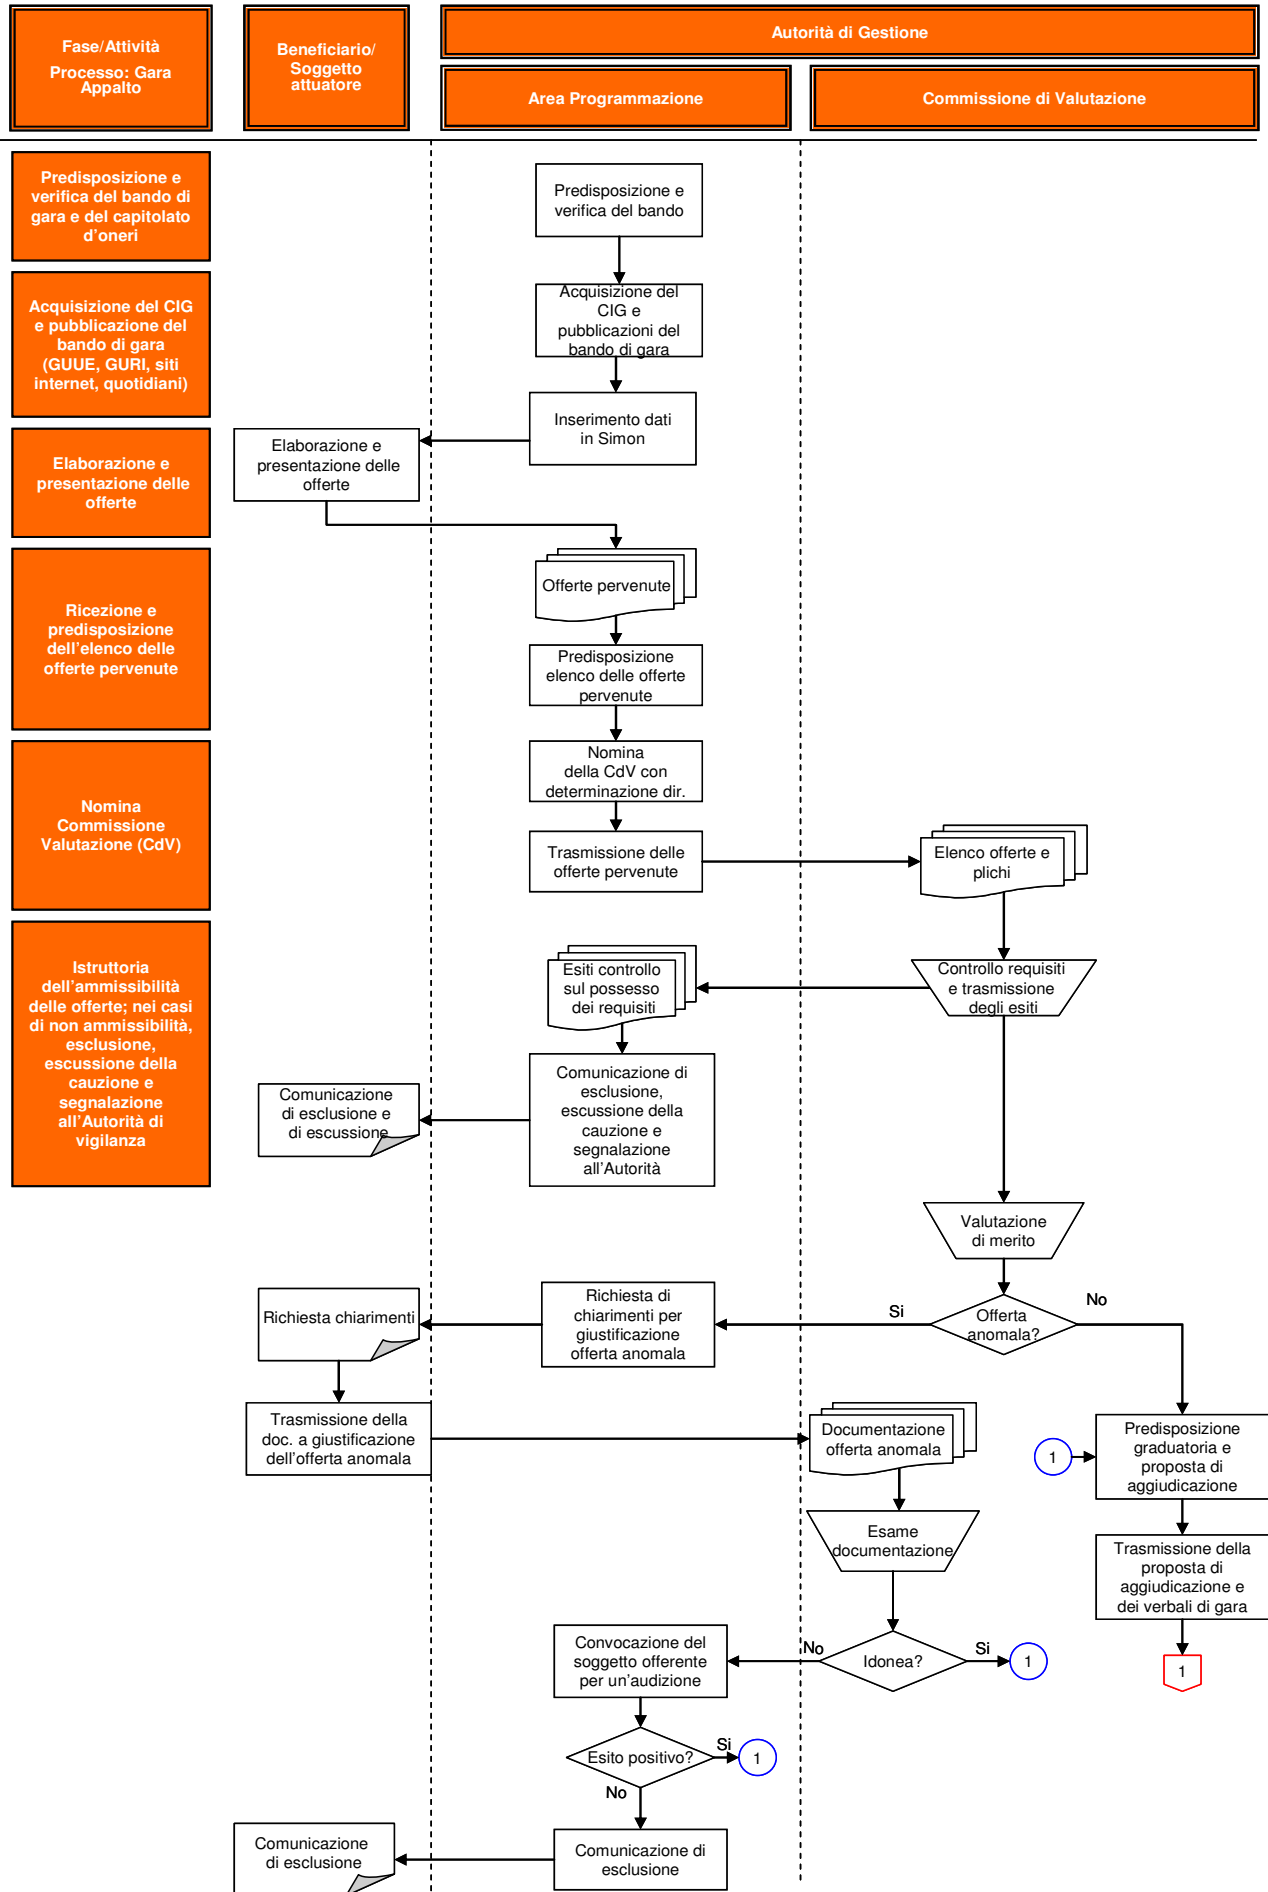 Fase/Attività
Processo: Gara
Appalto
Beneficiario/
Soggetto
attuatore
Autorità di Gestione
Area Programmazione
Commissione di Valutazione
Predisposizione e
verifica del bando di
gara e del capitolato
d'oneri
Predisposizione e
verifica del bando
Acquisizione del CIG
e pubblicazione del
bando di gara
(GUUE, GURI, siti
internet, quotidiani)
Acquisizione del
CIG e
pubblicazioni del
bando di gara
Inserimento dati
in Simon
Elaborazione e
presentazione delle
offerte
Elaborazione e
presentazione delle
offerte
Ricezione e
predisposizione
dell'elenco delle
offerte pervenute
Offerte pervenute
Predisposizione
elenco delle offerte
pervenute
Nomina
Commissione
Valutazione (CdV)
Nomina
della CdV con
determinazione dir.
Trasmissione delle
offerte pervenute
Elenco offerte e
plichi
Istruttoria
dell'ammissibilità
delle offerte; nei casi
di non ammissibilità,
esclusione,
escussione della
cauzione e
segnalazione
all'Autorità di
vigilanza
Esiti controllo
sul possesso
dei requisiti
Controllo requisiti
e trasmissione
degli esiti
Comunicazione di
esclusione,
escussione della
cauzione e
segnalazione
all'Autorità
Comunicazione
di esclusione e
di escussione
Valutazione
di merito
Offerta
anomala?
Si
No
Richiesta di
chiarimenti per
giustificazione
offerta anomala
Richiesta chiarimenti
Trasmissione della
doc. a giustificazione
dell'offerta anomala
Documentazione
offerta anomala
1
Predisposizione
graduatoria e
proposta di
aggiudicazione
Esame
documentazione
Trasmissione della
proposta di
aggiudicazione e
dei verbali di gara
1
Convocazione del
soggetto offerente
per un'audizione
No
Idonea?
Si
1
Esito positivo?
Si
1
No
Comunicazione di
esclusione
Comunicazione
di esclusione